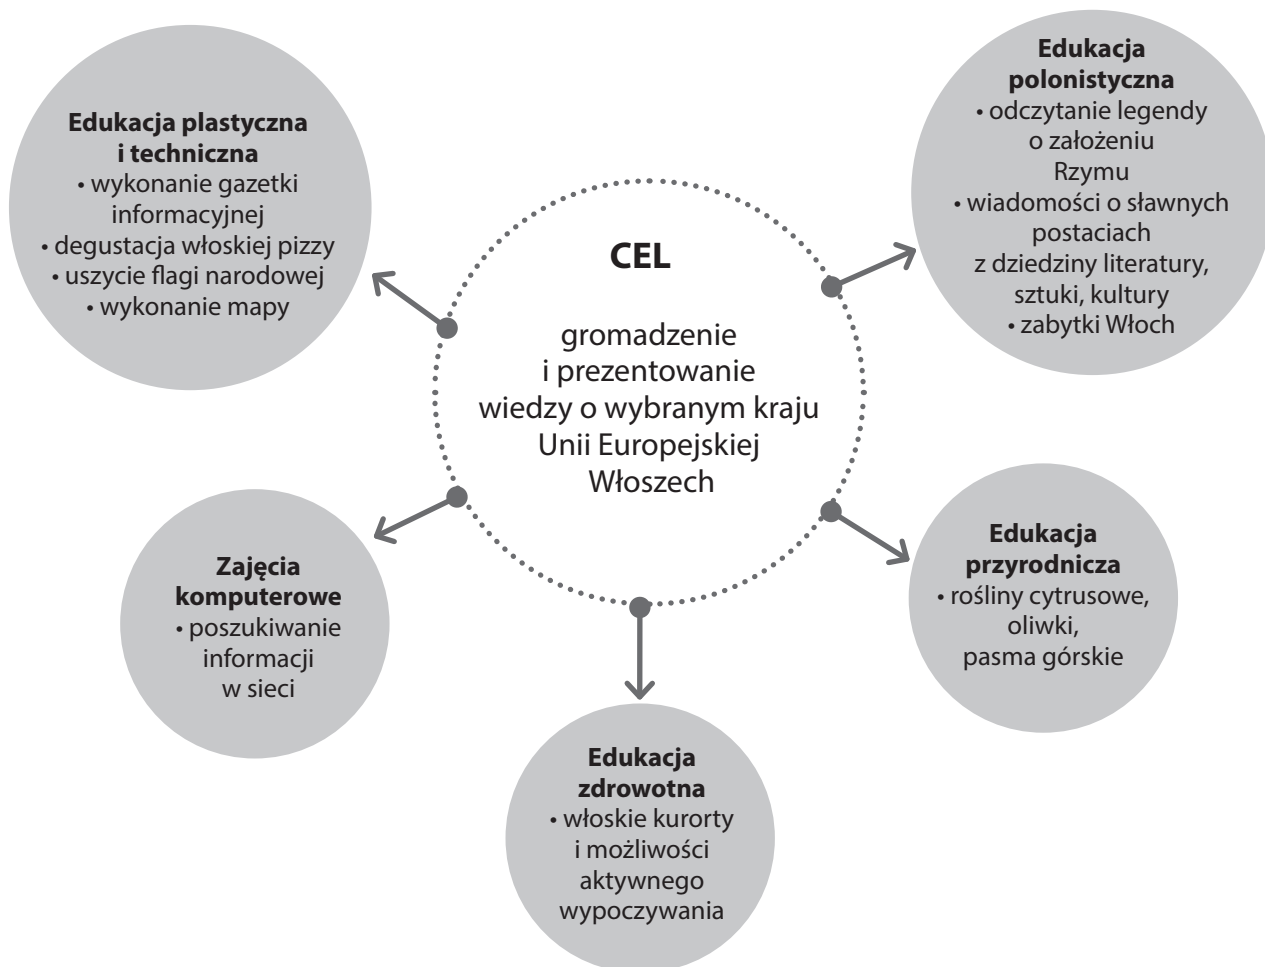 Edukacja plastyczna
i techniczna
• wykonanie gazetki
informacyjnej
• degustacja włoskiej pizzy
• uszycie flagi narodowej
• wykonanie mapy
Edukacja
polonistyczna
• odczytanie legendy
o założeniu
Rzymu
• wiadomości o sławnych
postaciach
z dziedziny literatury,
sztuki, kultury
• zabytki Włoch
CEL
gromadzenie
i prezentowanie
wiedzy o wybranym kraju
Unii Europejskiej
Włoszech
Zajęcia
komputerowe
• poszukiwanie
informacji
w sieci
Edukacja
przyrodnicza
• rośliny cytrusowe,
oliwki,
pasma górskie
Edukacja
zdrowotna
• włoskie kurorty
i możliwości
aktywnego
wypoczywania